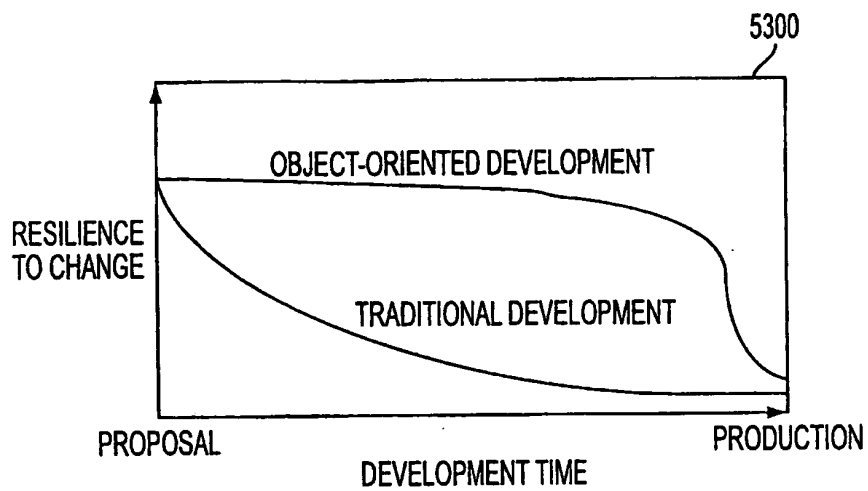 5300
OBJECT-ORIENTED DEVELOPMENT
RESILIENCE
TO CHANGE
TRADITIONAL DEVELOPMENT
PROPOSAL
PRODUCTION
DEVELOPMENT TIME